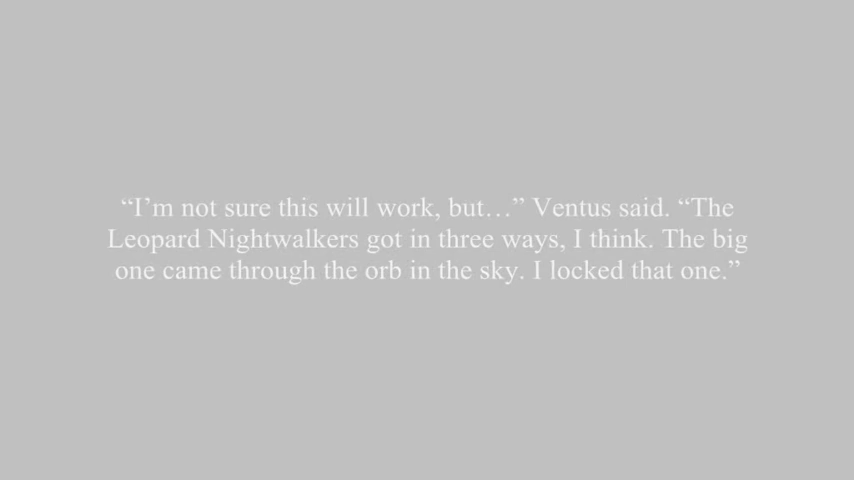 “I’m not sure this will work, but…” Ventus said. “The
Leopard Nightwalkers got in three ways, I think. The big
one came through the orb in the sky. I locked that one.”